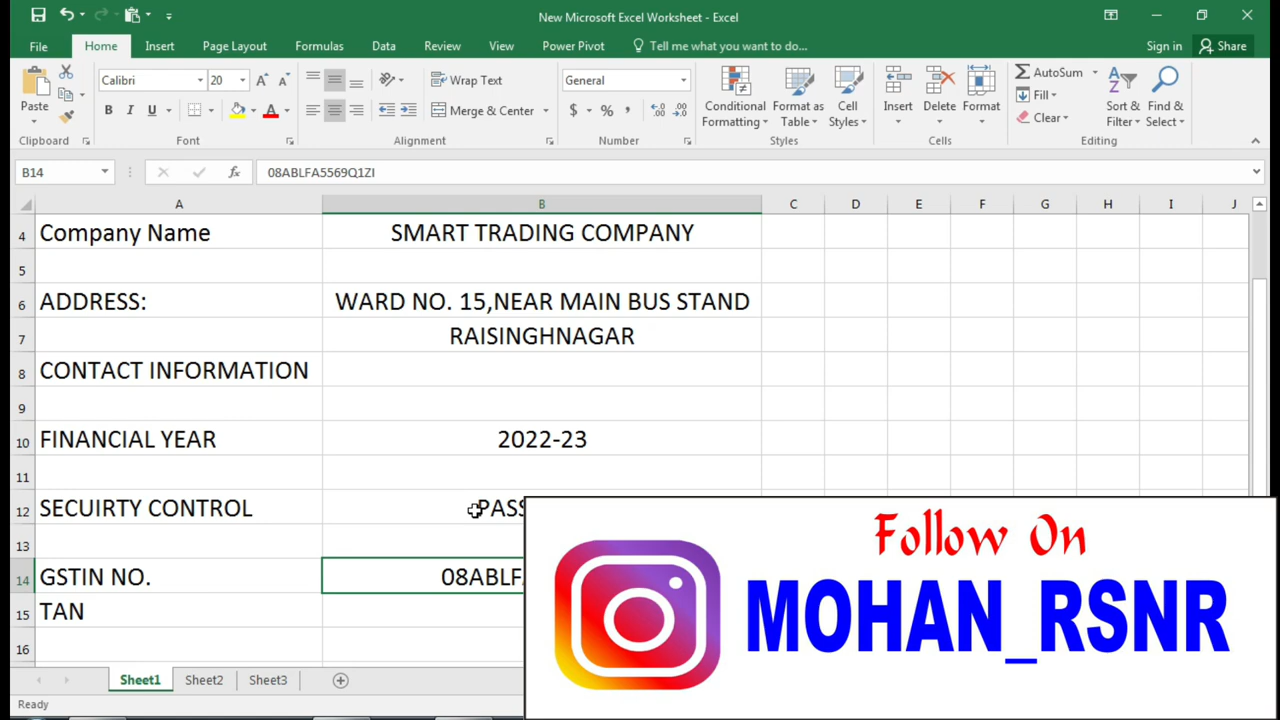 New Microsoft Excel Worksheet - Excel
File Home Insert Page Layout Formulas Data Review View Power Pivot Tell me what you want to do... Sign in Share
Calibri 20 Wrap Text General AutoSum
Paste B I U Merge & Center $ % , Conditional Formatting Format as Table Cell Styles Insert Delete Format Fill Clear Sort & Filter Find & Select
Clipboard Font Alignment Number Styles Cells Editing
B14 fx 08ABLFA5569Q1ZI
A B C D E F G H I J
4 Company Name SMART TRADING COMPANY
5
6 ADDRESS: WARD NO. 15,NEAR MAIN BUS STAND
7 RAISINGHNAGAR
8 CONTACT INFORMATION
9
10 FINANCIAL YEAR 2022-23
11
12 SECUIRTY CONTROL PASS
13
14 GSTIN NO. 08ABLF
15 TAN
16
Follow On
MOHAN_RSNR
Sheet1 Sheet2 Sheet3
Ready